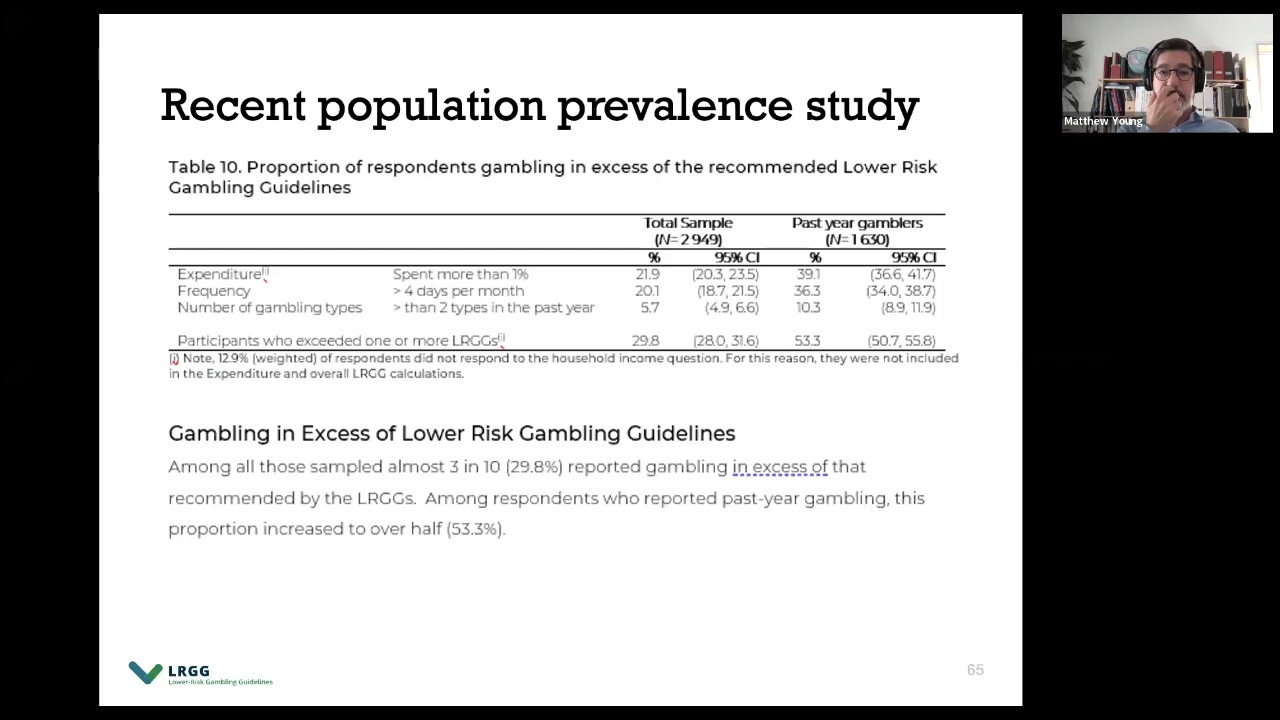 Recent population prevalence study
Matthew Young
Table 10. Proportion of respondents gambling in excess of the recommended Lower Risk
Gambling Guidelines
Total Sample Past year gamblers
(N= 2 949) (N= 1 630)
% 95% CI % 95% CI
Expenditure(i) Spent more than 1% 21.9 (20.3, 23.5) 39.1 (36.6, 41.7)
Frequency > 4 days per month 20.1 (18.7, 21.5) 36.3 (34.0, 38.7)
Number of gambling types > than 2 types in the past year 5.7 (4.9, 6.6) 10.3 (8.9, 11.9)
Participants who exceeded one or more LRGGs(i) 29.8 (28.0, 31.6) 53.3 (50.7, 55.8)
(i) Note, 12.9% (weighted) of respondents did not respond to the household income question. For this reason, they were not included
in the Expenditure and overall LRGG calculations.
Gambling in Excess of Lower Risk Gambling Guidelines
Among all those sampled almost 3 in 10 (29.8%) reported gambling in excess of that
recommended by the LRGGs. Among respondents who reported past-year gambling, this
proportion increased to over half (53.3%).
LRGG
Lower-Risk Gambling Guidelines
65